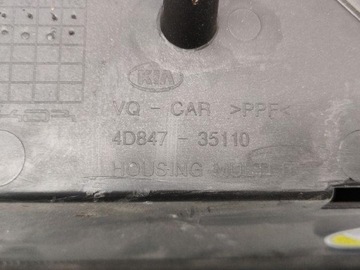 KIA
VQ - CAR >PPF<
4D847 - 35110
HOUSING